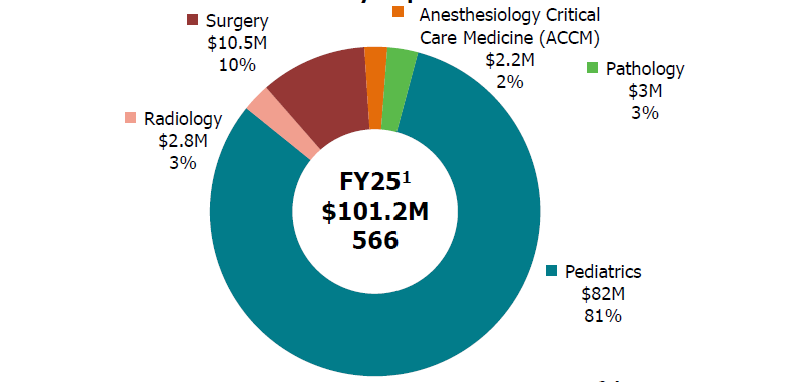 Surgery
$10.5M
10%
Anesthesiology Critical
Care Medicine (ACCM)
$2.2M
2%
Pathology
$3M
3%
Radiology
$2.8M
3%
FY25¹
$101.2M
566
Pediatrics
$82M
81%